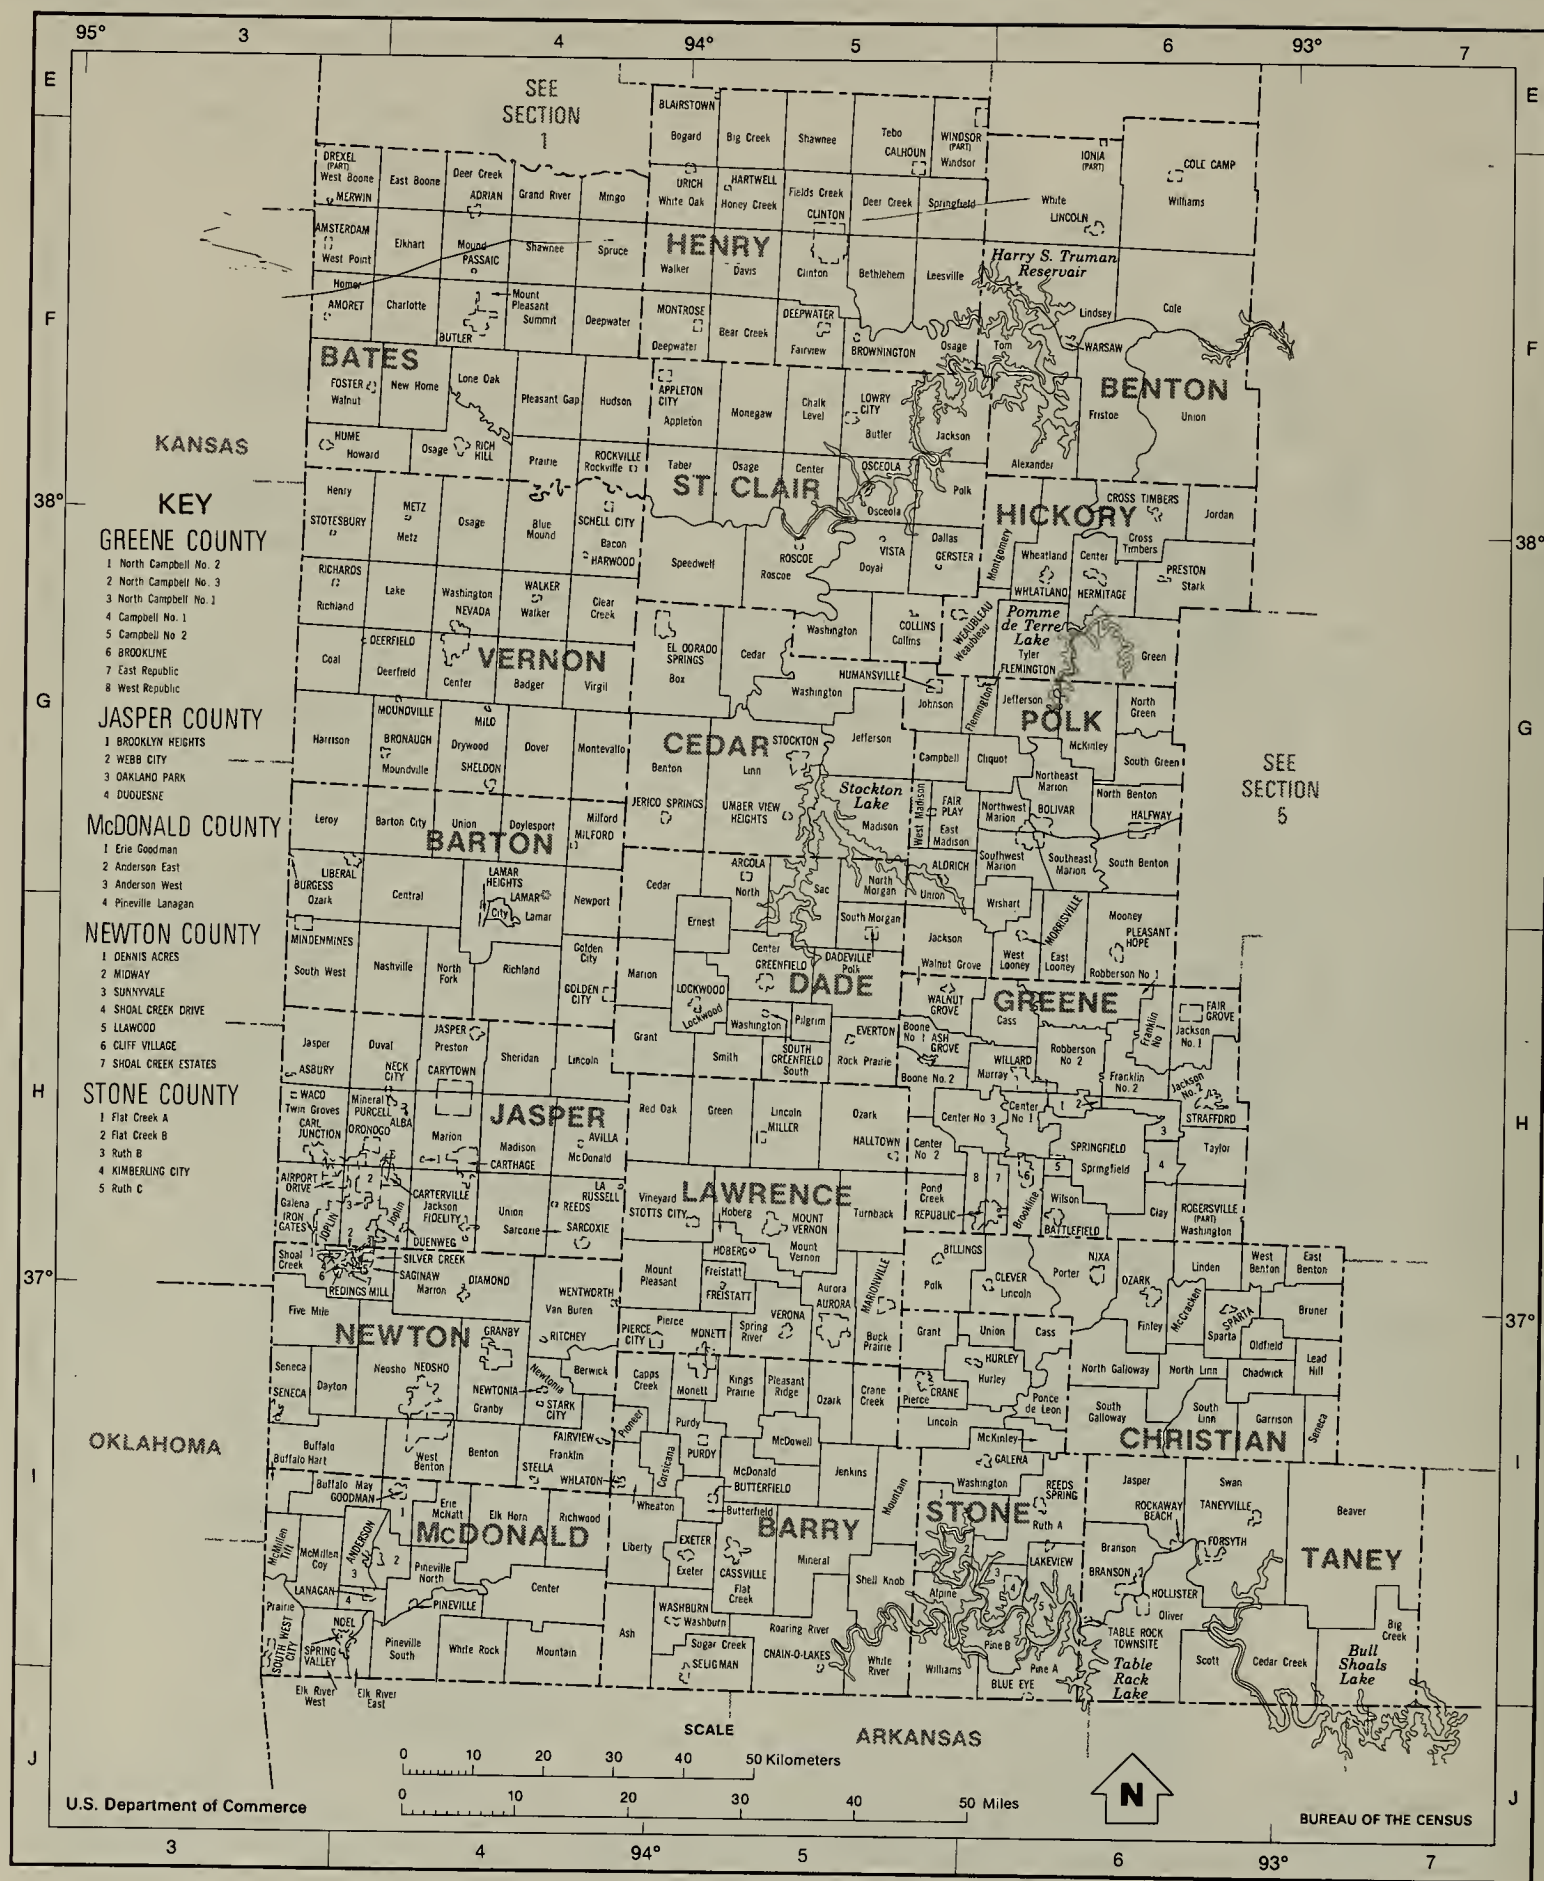 95°
3
4
94°
5
6
93°
7
E
E
SEE
SECTION
1
BLAIRSTOWN
Bogard
Big Creek
Shawnee
Tebo
CALHOUN
WINDSOR
(PART)
Windsor
IONIA
(PART)
COLE CAMP
Williams
DREXEL
(PART)
West Boone
MERWIN
East Boone
Deer Creek
ADRIAN
Grand River
Mingo
URICH
White Oak
HARTWELL
Honey Creek
Fields Creek
CLINTON
Deer Creek
Springfield
White
LINCOLN
AMSTERDAM
West Point
Elkhart
Mound
PASSAIC
Shawnee
Spruce
HENRY
Walker
Davis
Clinton
Bethlehem
Leesville
Harry S. Truman
Reservair
Homer
AMORET
Charlotte
Mount
Pleasant
Summit
BUTLER
Deepwater
MONTROSE
Deepwater
Bear Creek
DEEPWATER
Fairview
BROWNINGTON
Osage
Tom
Lindsey
WARSAW
Cole
F
F
BATES
FOSTER
Walnut
New Home
Lone Oak
Pleasant Gap
Hudson
APPLETON
CITY
Appleton
Monegaw
Chalk
Level
LOWRY
CITY
Butler
Jackson
BENTON
Fristoe
Union
Alexander
KANSAS
HUME
Howard
Osage
RICH
HILL
Prairie
ROCKVILLE
Rockville
Taber
Osage
Center
OSCEOLA
Osceola
Polk
ST. CLAIR
38°
38°
Henry
STOTESBURY
METZ
Metz
Osage
Blue
Mound
SCHELL CITY
Bacon
HARWOOD
Speedwell
ROSCOE
Roscoe
VISTA
Doyal
Dallas
GERSTER
HICKORY
CROSS TIMBERS
Cross
Timbers
Jordan
Montgomery
Wheatland
WHEATLAND
Center
HERMITAGE
PRESTON
Stark
RICHARDS
Richland
Lake
Washington
NEVADA
WALKER
Walker
Clear
Creek
Washington
COLLINS
Collins
WEAUBLEAU
Weaubleau
Pomme
de Terre
Lake
Tyler
FLEMINGTON
Green
Coal
DEERFIELD
Deerfield
VERNON
Center
Badger
Virgil
EL DORADO
SPRINGS
Box
Cedar
Washington
HUMANSVILLE
Johnson
Flemington
Jefferson
North
Green
G
G
POLK
MOUNDVILLE
MILO
Harrison
BRONAUGH
Moundville
Drywood
SHELDON
Dover
Montevallo
CEDAR
STOCKTON
Benton
Linn
Jefferson
Campbell
Cliquot
McKinley
South Green
SEE
SECTION
5
JERICO SPRINGS
UMBER VIEW
HEIGHTS
Stockton
Lake
Madison
West Madison
FAIR
PLAY
East
Madison
Northwest
Marion
Northeast
Marion
BOLIVAR
North Benton
HALFWAY
Leroy
Barton City
Union
Doylesport
Milford
MILFORD
BARTON
Southwest
Marion
Southeast
Marion
South Benton
LIBERAL
BURGESS
Ozark
Central
LAMAR
HEIGHTS
LAMAR
City
Lamar
Newport
Cedar
ARCOLA
North
Sac
North
Morgan
ALDRICH
Union
Wishart
MORRISVILLE
Mooney
PLEASANT
HOPE
Ernest
South Morgan
MINDENMINES
South West
Nashville
North
Fork
Richland
Golden
City
GOLDEN
CITY
Marion
LOCKWOOD
Lockwood
Center
GREENFIELD
DADEVILLE
Polk
DADE
Jackson
Walnut Grove
West
Looney
East
Looney
Robberson No 1
WALNUT
GROVE
GREENE
Cass
Franklin
No 1
FAIR
GROVE
Jackson
No. 1
Jasper
ASBURY
Duval
JASPER
Preston
Sheridan
Lincoln
Grant
Washington
Pilgrim
Smith
SOUTH
GREENFIELD
South
EVERTON
Rock Prairie
Boone
No 1
ASH
GROVE
Boone No. 2
WILLARD
Murray
Robberson
No 2
Franklin
No. 2
Jackson
No. 2
STRAFFORD
H
H
WACO
Twin Groves
CARL
JUNCTION
NECK
CITY
Mineral
PURCELL
ALBA
ORONOGO
CARYTOWN
Marion
JASPER
Madison
CARTHAGE
AVILLA
McDonald
Red Oak
Green
Lincoln
MILLER
Ozark
HALLTOWN
Center No 3
Center
No 1
Center
No 2
1
2
3
4
SPRINGFIELD
Springfield
Taylor
AIRPORT
DRIVE
Galena
IRON
GATES
JOPLIN
Joplin
CARTERVILLE
Jackson
FIDELITY
DUENWEG
Union
Sarcoxie
REEDS
LA
RUSSELL
SARCOXIE
Vineyard
STOTTS CITY
LAWRENCE
Hoberg
MOUNT
VERNON
Mount
Vernon
HOBERG
Turnback
Pond
Creek
REPUBLIC
8
7
6
5
Brookline
Wilson
BATTLEFIELD
Clay
ROGERSVILLE
(PART)
Washington
37°
37°
Shoal
Creek
SILVER CREEK
SAGINAW
Marion
REDINGS MILL
DIAMOND
WENTWORTH
Van Buren
Mount
Pleasant
Freistatt
FREISTATT
Aurora
AURORA
MARIONVILLE
BILLINGS
Polk
CLEVER
Lincoln
Porter
NIXA
OZARK
Linden
West
Benton
East
Benton
Five Mile
NEWTON
GRANBY
RITCHEY
Pierce
PIERCE
CITY
MONETT
VERONA
Spring
River
Buck
Prairie
Grant
Union
Cass
Finley
McCracken
SPARTA
Sparta
Oldfield
Bruner
Seneca
SENECA
Dayton
Neosho
NEOSHO
NEWTONIA
Newtonia
Granby
STARK
CITY
Berwick
Capps
Creek
Monett
Kings
Prairie
Pleasant
Ridge
Ozark
Crane
Creek
HURLEY
Hurley
CRANE
Pierce
Lincoln
Ponce
de Leon
North Galloway
North Linn
Chadwick
Lead
Hill
South
Galloway
South
Linn
Garrison
Seneca
CHRISTIAN
OKLAHOMA
Buffalo
Buffalo Hart
West
Benton
Benton
FAIRVIEW
Franklin
STELLA
WHEATON
Pioneer
Purdy
PURDY
Corsicana
McDowell
McDonald
BUTTERFIELD
Butterfield
Jenkins
Mountain
McKinley
GALENA
Washington
REEDS
SPRING
Ruth A
Jasper
Swan
TANEYVILLE
Beaver
I
I
Buffalo May
GOODMAN
1
Erie
McNatt
Elk Horn
Richwood
McDONALD
Wheaton
Liberty
EXETER
Exeter
CASSVILLE
Flat
Creek
BARRY
Mineral
Shell Knob
STONE
LAKEVIEW
Alpine
ROCKAWAY
BEACH
Branson
BRANSON
FORSYTH
HOLLISTER
Oliver
TANEY
McMillen
Tiff
McMillen
Coy
ANDERSON
3
2
LANAGAN
4
Pineville
North
PINEVILLE
Center
Prairie
SOUTH WEST
CITY
NOEL
SPRING
VALLEY
Pineville
South
White Rock
Mountain
Ash
WASHBURN
Washburn
Sugar Creek
SELIGMAN
Roaring River
CHAIN-O-LAKES
White
River
Williams
Pine B
Pine A
BLUE EYE
TABLE ROCK
TOWNSITE
Table
Rack
Lake
Scott
Cedar Creek
Big
Creek
Bull
Shoals
Lake
Elk River
West
Elk River
East
KEY
GREENE COUNTY
1 North Campbell No. 2
2 North Campbell No. 3
3 North Campbell No. 1
4 Campbell No. 1
5 Campbell No 2
6 BROOKLINE
7 East Republic
8 West Republic
JASPER COUNTY
1 BROOKLYN HEIGHTS
2 WEBB CITY
3 OAKLAND PARK
4 DUQUESNE
McDONALD COUNTY
1 Erie Goodman
2 Anderson East
3 Anderson West
4 Pineville Lanagan
NEWTON COUNTY
1 DENNIS ACRES
2 MIDWAY
3 SUNNYVALE
4 SHOAL CREEK DRIVE
5 LLAWOOD
6 CLIFF VILLAGE
7 SHOAL CREEK ESTATES
STONE COUNTY
1 Flat Creek A
2 Flat Creek B
3 Ruth B
4 KIMBERLING CITY
5 Ruth C
SCALE
ARKANSAS
0 10 20 30 40 50 Kilometers
0 10 20 30 40 50 Miles
N
J
J
U.S. Department of Commerce
BUREAU OF THE CENSUS
3
4
94°
5
6
93°
7